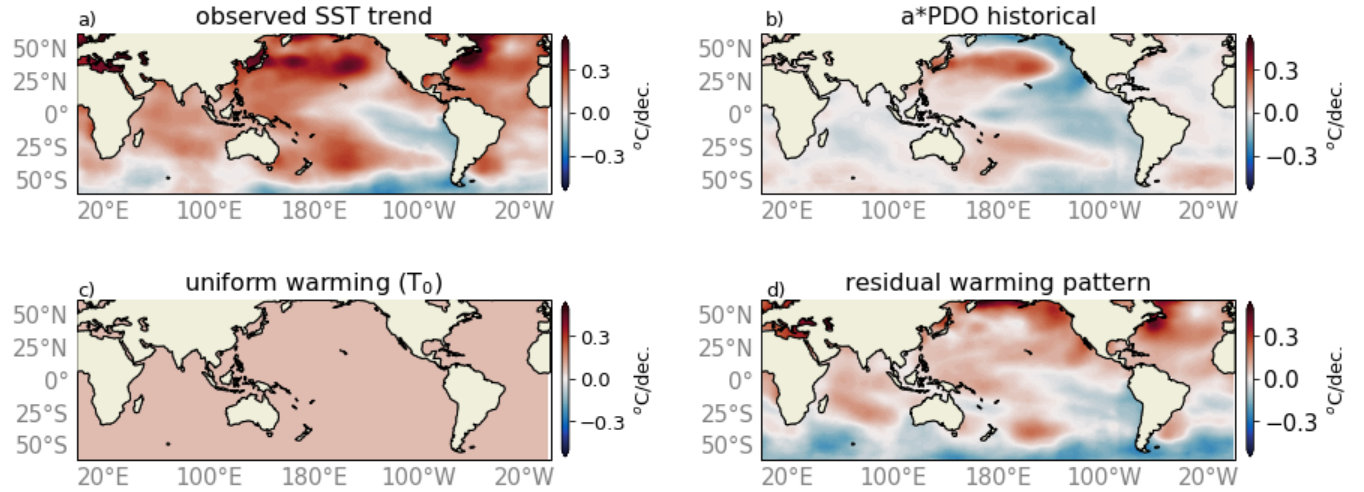 a) observed SST trend
50°N
25°N
0°
25°S
50°S
20°E 100°E 180°E 100°W 20°W
0.3
0.0
−0.3
°C/dec.
b) a*PDO historical
50°N
25°N
0°
25°S
50°S
20°E 100°E 180°E 100°W 20°W
0.3
0.0
−0.3
°C/dec.
c) uniform warming (T₀)
50°N
25°N
0°
25°S
50°S
20°E 100°E 180°E 100°W 20°W
0.3
0.0
−0.3
°C/dec.
d) residual warming pattern
50°N
25°N
0°
25°S
50°S
20°E 100°E 180°E 100°W 20°W
0.3
0.0
−0.3
°C/dec.